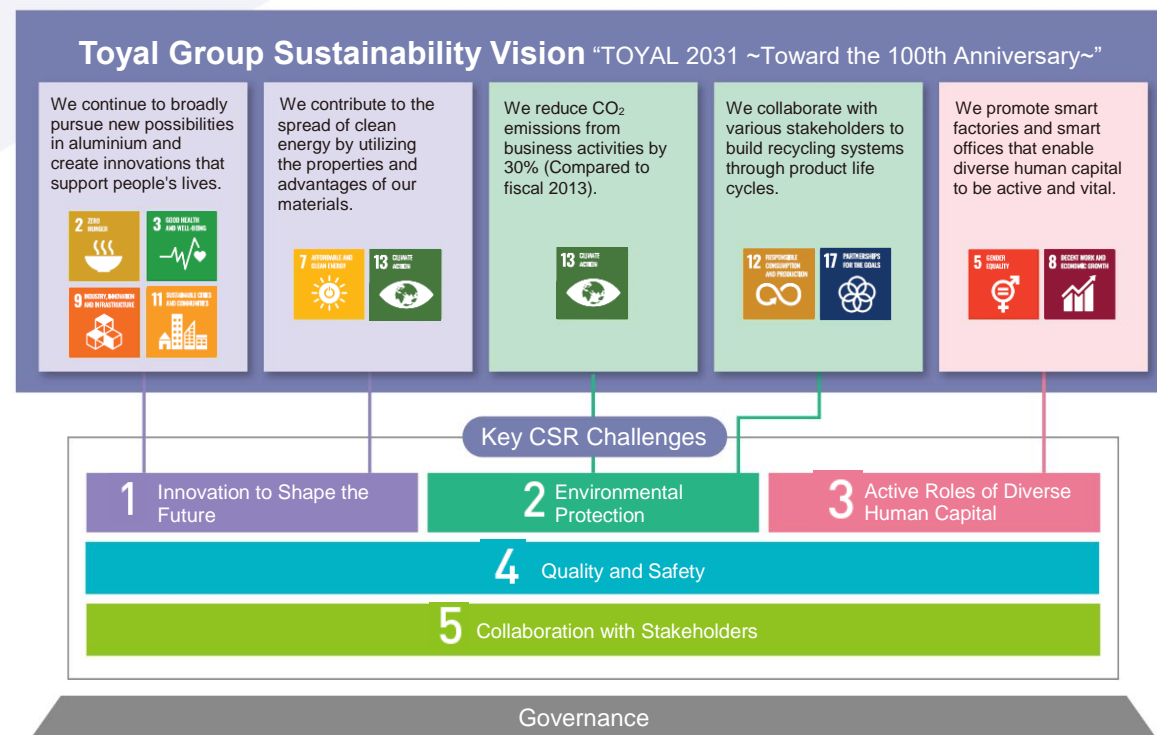 Toyal Group Sustainability Vision “TOYAL 2031 ~Toward the 100th Anniversary~”
We continue to broadly
pursue new possibilities
in aluminium and
create innovations that
support people's lives.
2 ZERO
HUNGER
3 GOOD HEALTH
AND WELL-BEING
9 INDUSTRY, INNOVATION
AND INFRASTRUCTURE
11 SUSTAINABLE CITIES
AND COMMUNITIES
We contribute to the
spread of clean
energy by utilizing
the properties and
advantages of our
materials.
7 AFFORDABLE AND
CLEAN ENERGY
13 CLIMATE
ACTION
We reduce CO₂
emissions from
business activities by
30% (Compared to
fiscal 2013).
13 CLIMATE
ACTION
We collaborate with
various stakeholders to
build recycling systems
through product life
cycles.
12 RESPONSIBLE
CONSUMPTION
AND PRODUCTION
17 PARTNERSHIPS
FOR THE GOALS
We promote smart
factories and smart
offices that enable
diverse human capital
to be active and vital.
5 GENDER
EQUALITY
8 DECENT WORK AND
ECONOMIC GROWTH
Key CSR Challenges
1 Innovation to Shape the
Future
2 Environmental
Protection
3 Active Roles of Diverse
Human Capital
4 Quality and Safety
5 Collaboration with Stakeholders
Governance